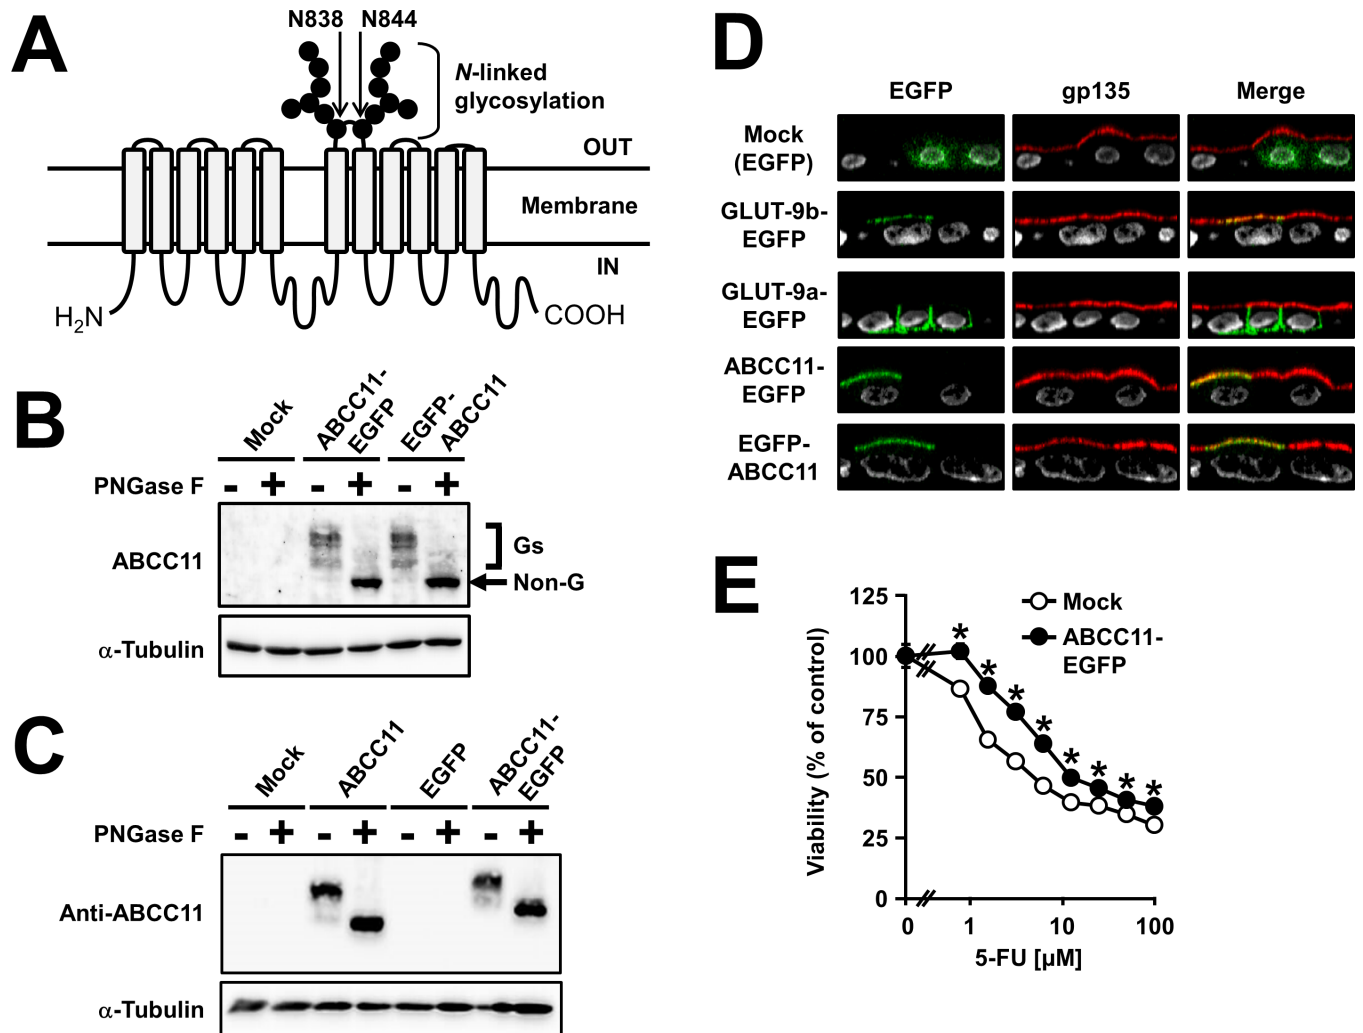 A
N838 N844
N-linked
glycosylation
OUT
Membrane
IN
H2N
COOH
B
Mock
ABCC11-
EGFP
EGFP-
ABCC11
PNGase F - + - + - +
ABCC11
Gs
Non-G
α-Tubulin
C
Mock
ABCC11
EGFP
ABCC11-
EGFP
PNGase F - + - + - + - +
Anti-ABCC11
α-Tubulin
D
EGFP gp135 Merge
Mock
(EGFP)
GLUT-9b-
EGFP
GLUT-9a-
EGFP
ABCC11-
EGFP
EGFP-
ABCC11
E
Mock
ABCC11-
EGFP
Viability (% of control)
125
100
75
50
25
0
* * * * * * * *
0 1 10 100
5-FU [µM]